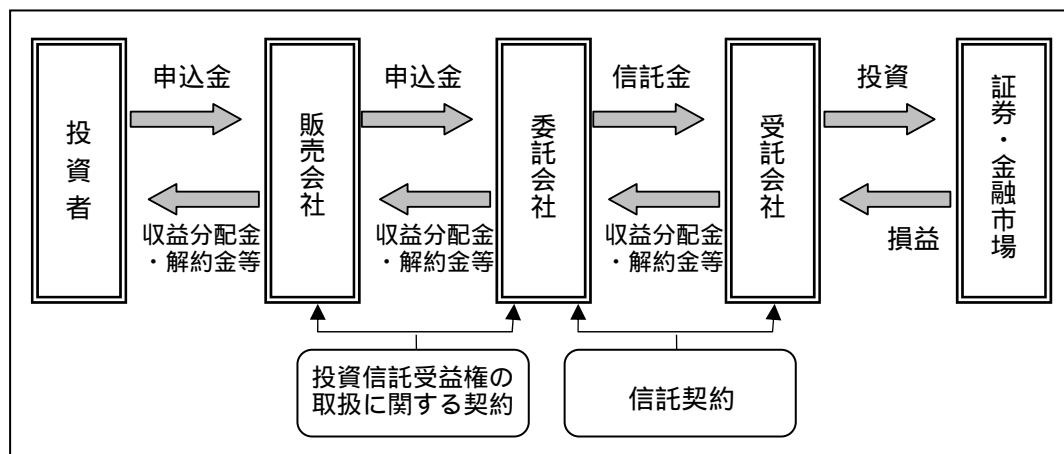 投資者
申込金
収益分配金
・解約金等
販売会社
申込金
収益分配金
・解約金等
委託会社
信託金
収益分配金
・解約金等
受託会社
投資
損益
証券・金融市場
投資信託受益権の
取扱に関する契約
信託契約